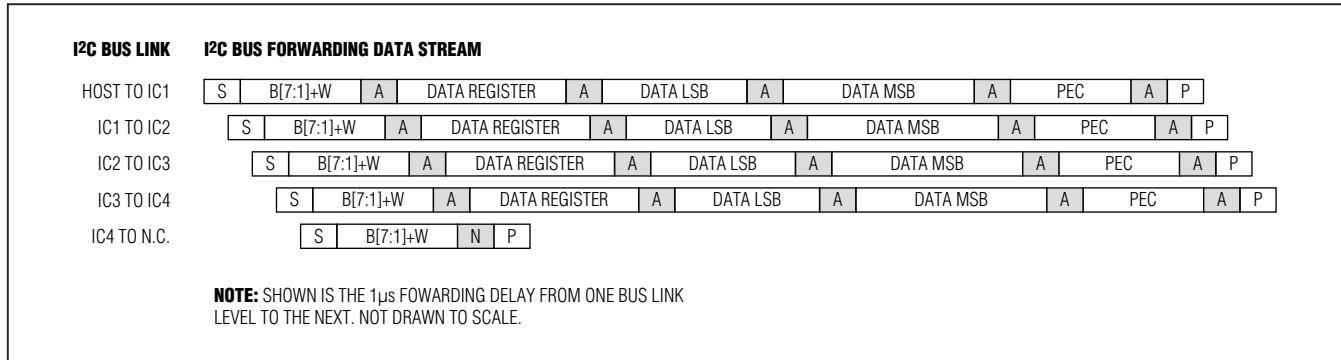 I²C BUS LINK I²C BUS FORWARDING DATA STREAM
HOST TO IC1 S B[7:1]+W A DATA REGISTER A DATA LSB A DATA MSB A PEC A P
IC1 TO IC2 S B[7:1]+W A DATA REGISTER A DATA LSB A DATA MSB A PEC A P
IC2 TO IC3 S B[7:1]+W A DATA REGISTER A DATA LSB A DATA MSB A PEC A P
IC3 TO IC4 S B[7:1]+W A DATA REGISTER A DATA LSB A DATA MSB A PEC A P
IC4 TO N.C. S B[7:1]+W N P
NOTE: SHOWN IS THE 1µs FOWARDING DELAY FROM ONE BUS LINK
LEVEL TO THE NEXT. NOT DRAWN TO SCALE.